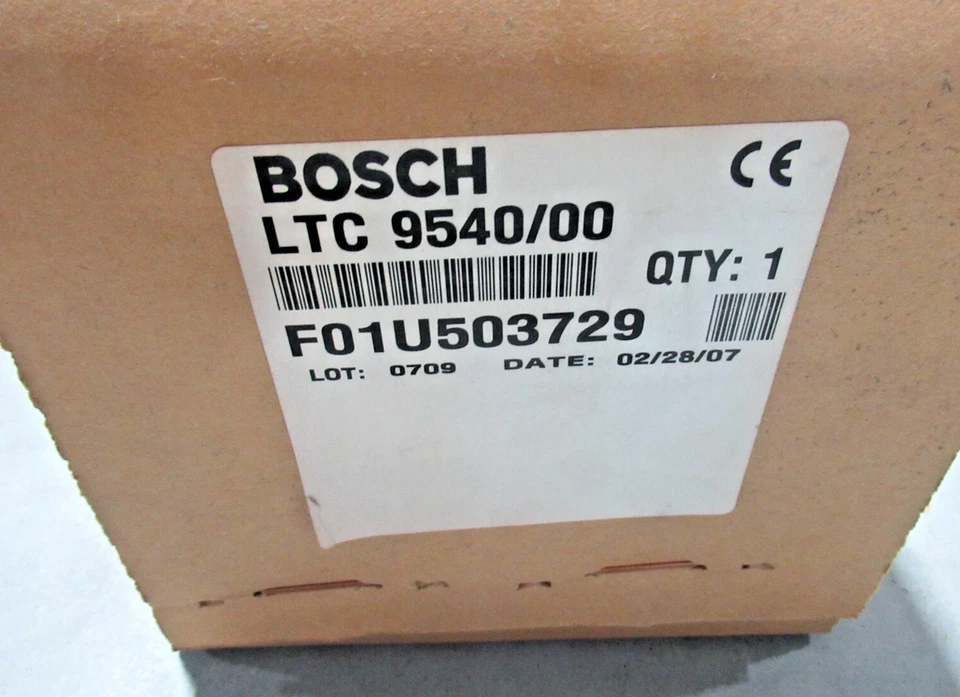 BOSCH CE
LTC 9540/00
QTY: 1
F01U503729
LOT: 0709 DATE: 02/28/07